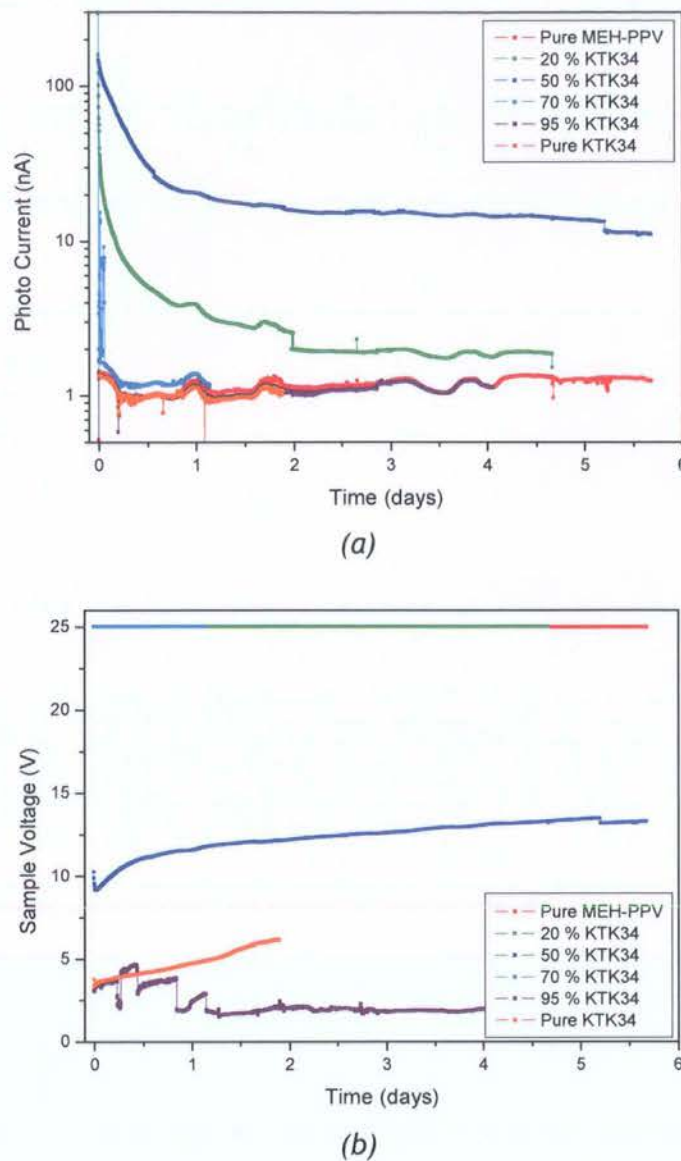 100
10
1
Photo Current (nA)
Pure MEH-PPV
20 % KTK34
50 % KTK34
70 % KTK34
95 % KTK34
Pure KTK34
0 1 2 3 4 5 6
Time (days)
(a)
25
20
15
10
5
0
Sample Voltage (V)
Pure MEH-PPV
20 % KTK34
50 % KTK34
70 % KTK34
95 % KTK34
Pure KTK34
0 1 2 3 4 5 6
Time (days)
(b)